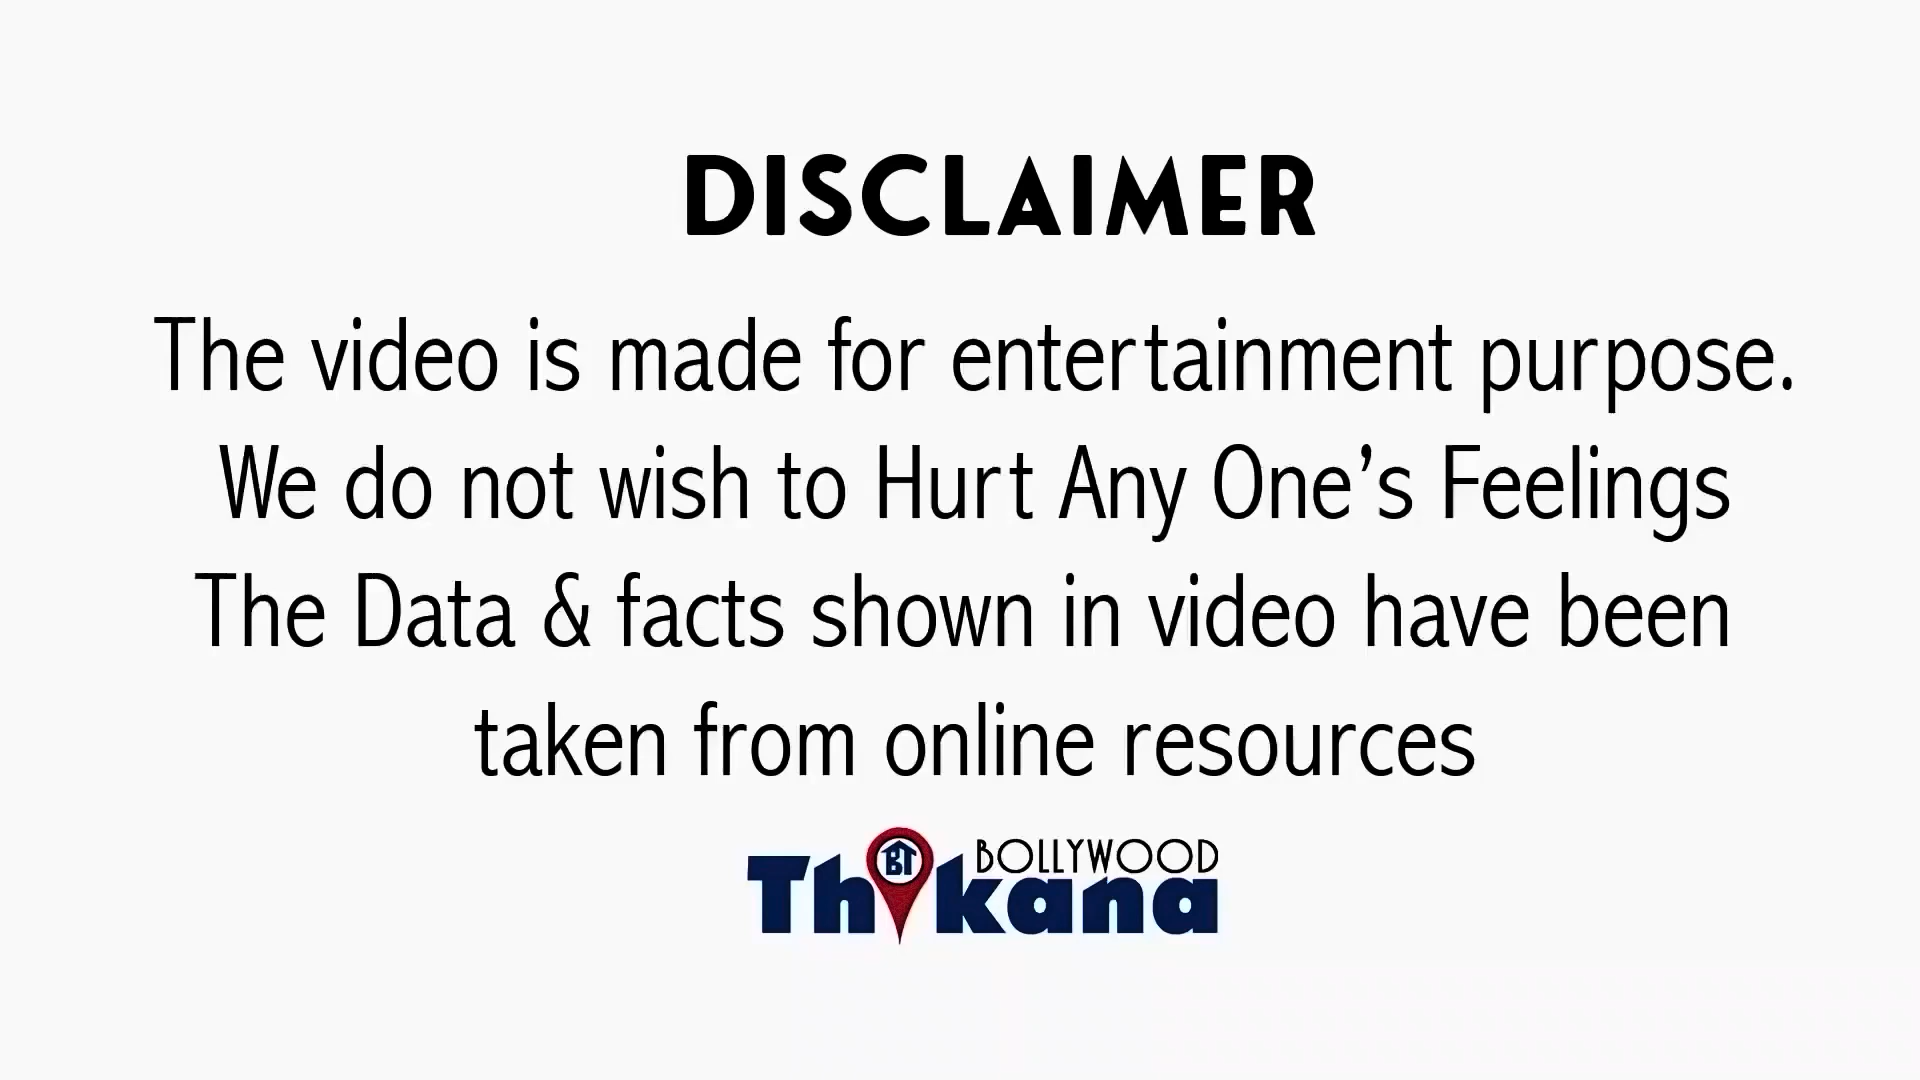 DISCLAIMER
The video is made for entertainment purpose.
We do not wish to Hurt Any One’s Feelings
The Data & facts shown in video have been
taken from online resources
BT BOLLYWOOD
Thikana